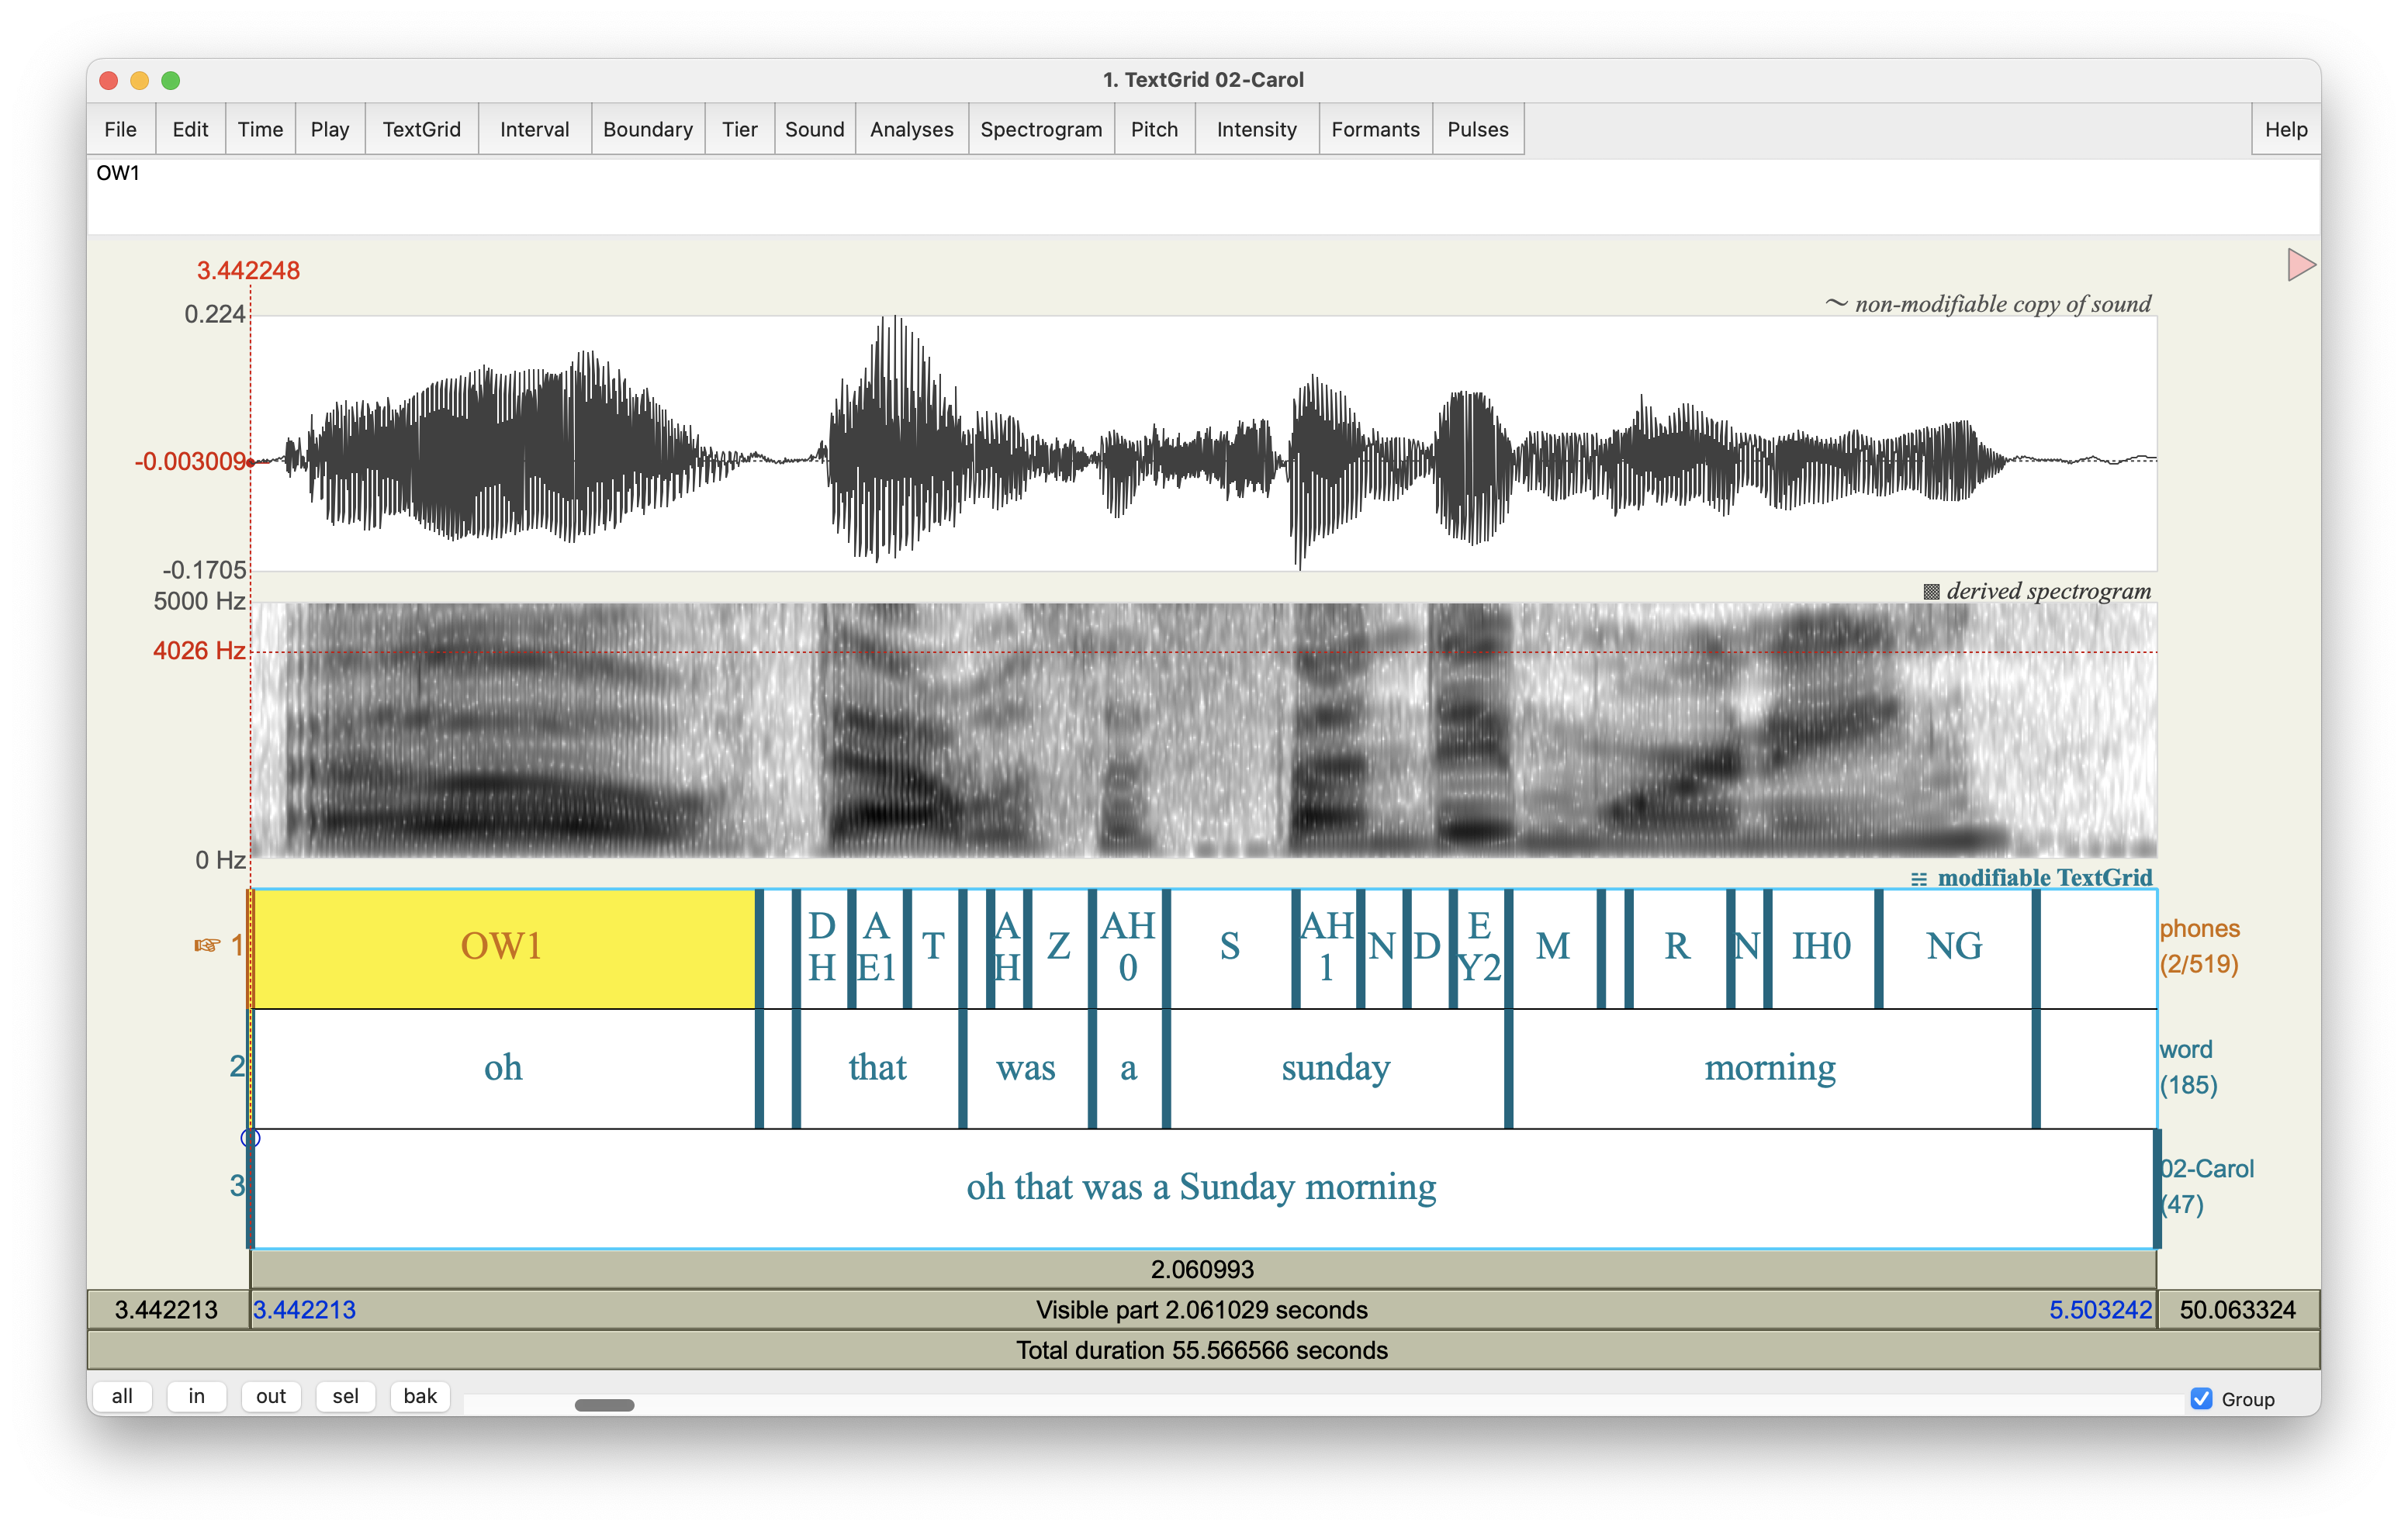 1. TextGrid 02-Carol
File Edit Time Play TextGrid Interval Boundary Tier Sound Analyses Spectrogram Pitch Intensity Formants Pulses Help
OW1
3.442248
0.224
~ non-modifiable copy of sound
-0.003009
-0.1705
5000 Hz
derived spectrogram
4026 Hz
0 Hz
modifiable TextGrid
1 OW1 DH AE1 T AH Z AH0 S AH1 N D EY2 M R N IH0 NG phones (2/519)
2 oh that was a sunday morning word (185)
3 oh that was a Sunday morning 02-Carol (47)
2.060993
3.442213 3.442213 Visible part 2.061029 seconds 5.503242 50.063324
Total duration 55.566566 seconds
all in out sel bak Group